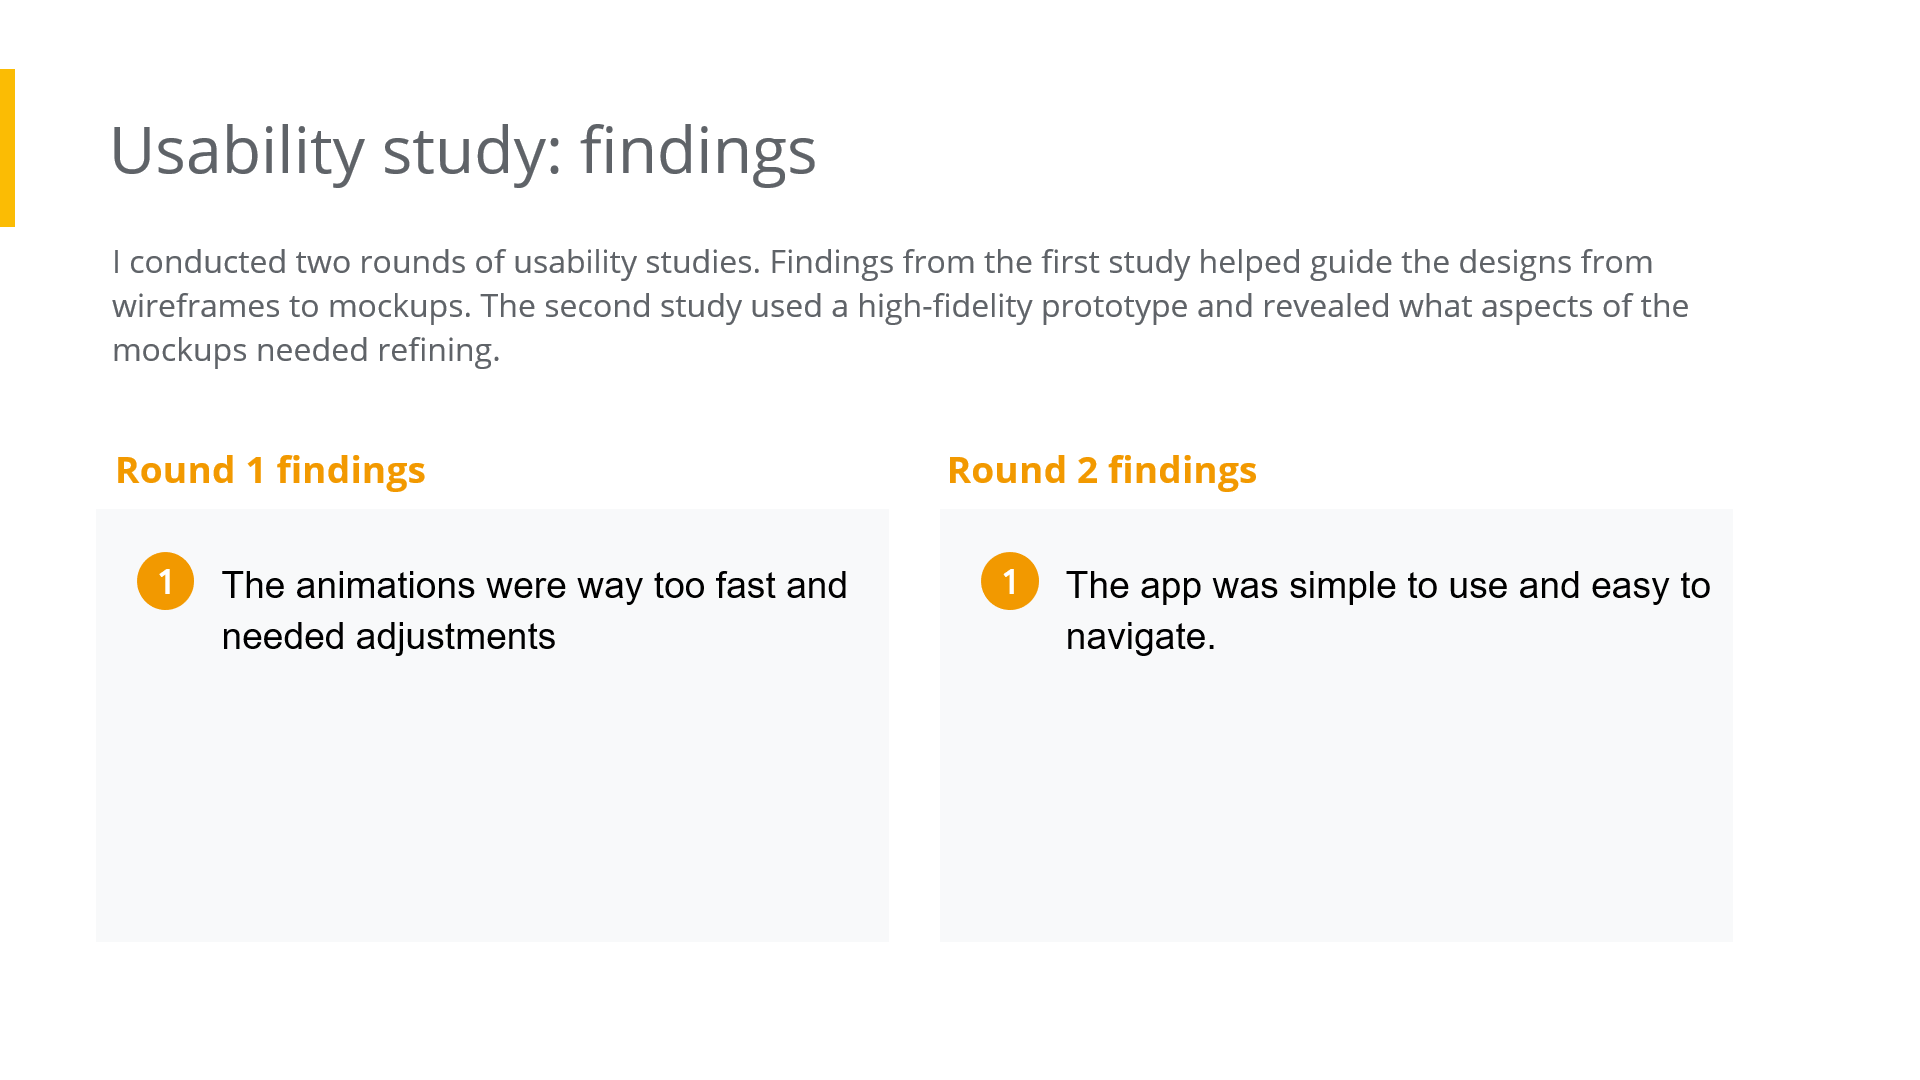 Usability study: findings
I conducted two rounds of usability studies. Findings from the first study helped guide the designs from
wireframes to mockups. The second study used a high-fidelity prototype and revealed what aspects of the
mockups needed refining.
Round 1 findings
1 The animations were way too fast and
needed adjustments
Round 2 findings
1 The app was simple to use and easy to
navigate.